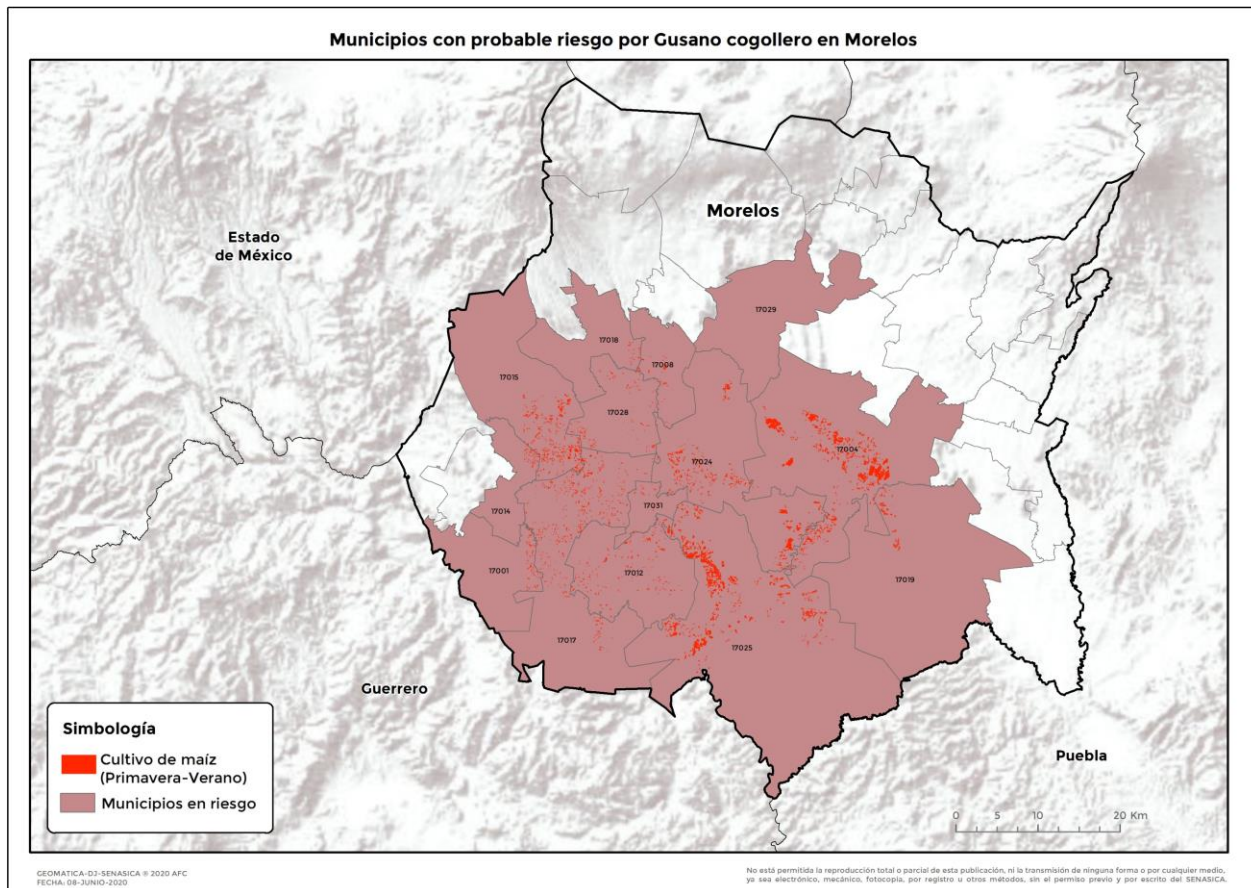 Municipios con probable riesgo por Gusano cogollero en Morelos
Morelos
Estado
de México
17029
17018
17008
17015
17028
17004
17024
17014
17031
17001
17012
17019
17017
17025
Guerrero
Puebla
Simbología
Cultivo de maíz
(Primavera-Verano)
Municipios en riesgo
0 5 10 20 Km
GEOMATICA-DJ-SENASICA ® 2020 AFC
FECHA: 08-JUNIO-2020
No está permitida la reproducción total o parcial de esta publicación, ni la transmisión de ninguna forma o por cualquier medio,
ya sea electrónico, mecánico, fotocopia, por registro u otros métodos, sin el permiso previo y por escrito del SENASICA.